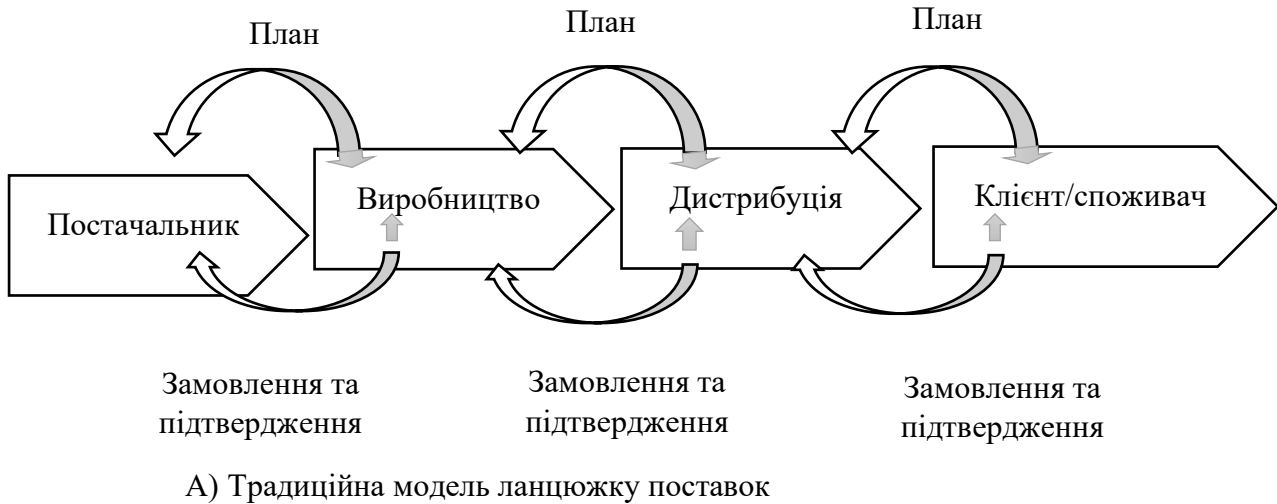 План
План
План
Постачальник
Виробництво
Дистрибуція
Клієнт/споживач
Замовлення та
підтвердження
Замовлення та
підтвердження
Замовлення та
підтвердження
А) Традиційна модель ланцюжку поставок